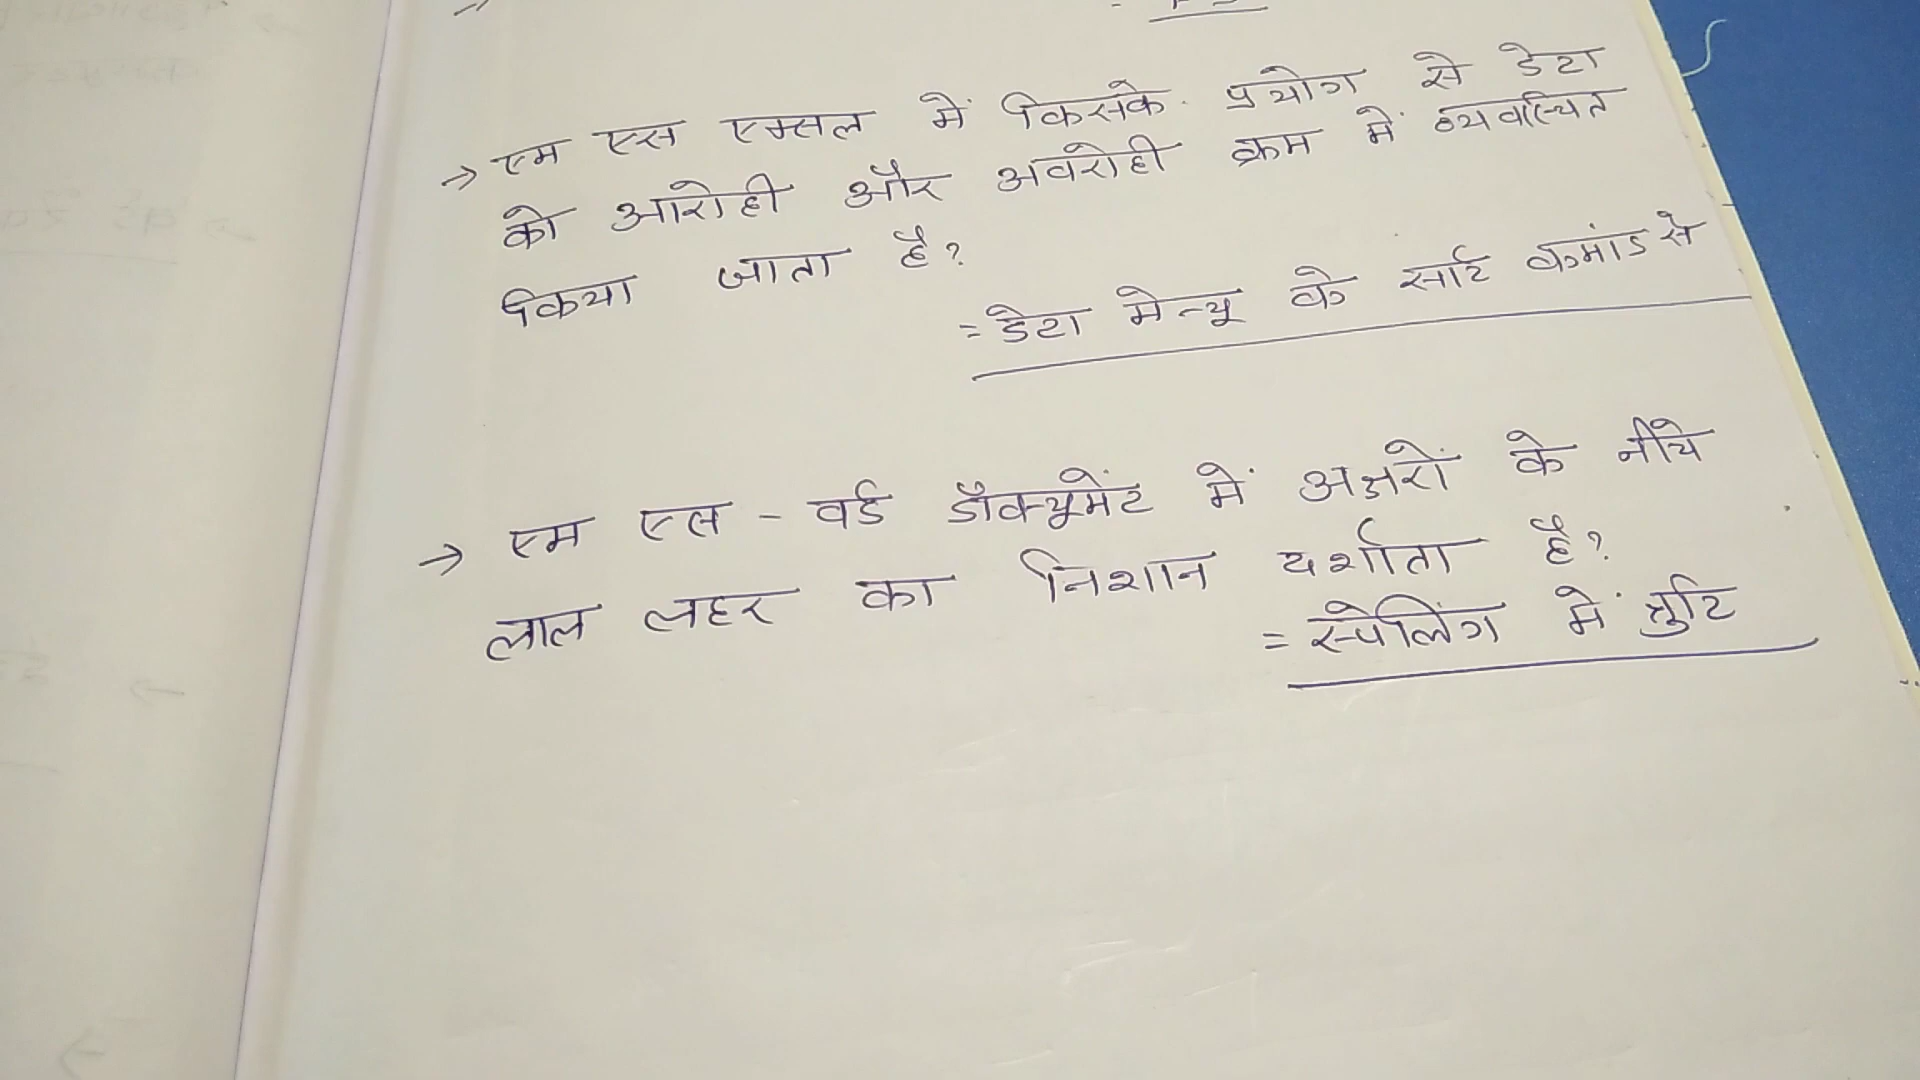 → एम एस एक्सल में किसके प्रयोग से डेटा
को आरोही और अवरोही क्रम में व्यवस्थित
किया जाता है?
= डेटा मेन्यू के सार्ट कमांड से
→ एम एस - वर्ड डॉक्यूमेंट में अक्षरों के नीचे
लाल लहर का निशान दर्शाता है?
= स्पेलिंग में त्रुटि